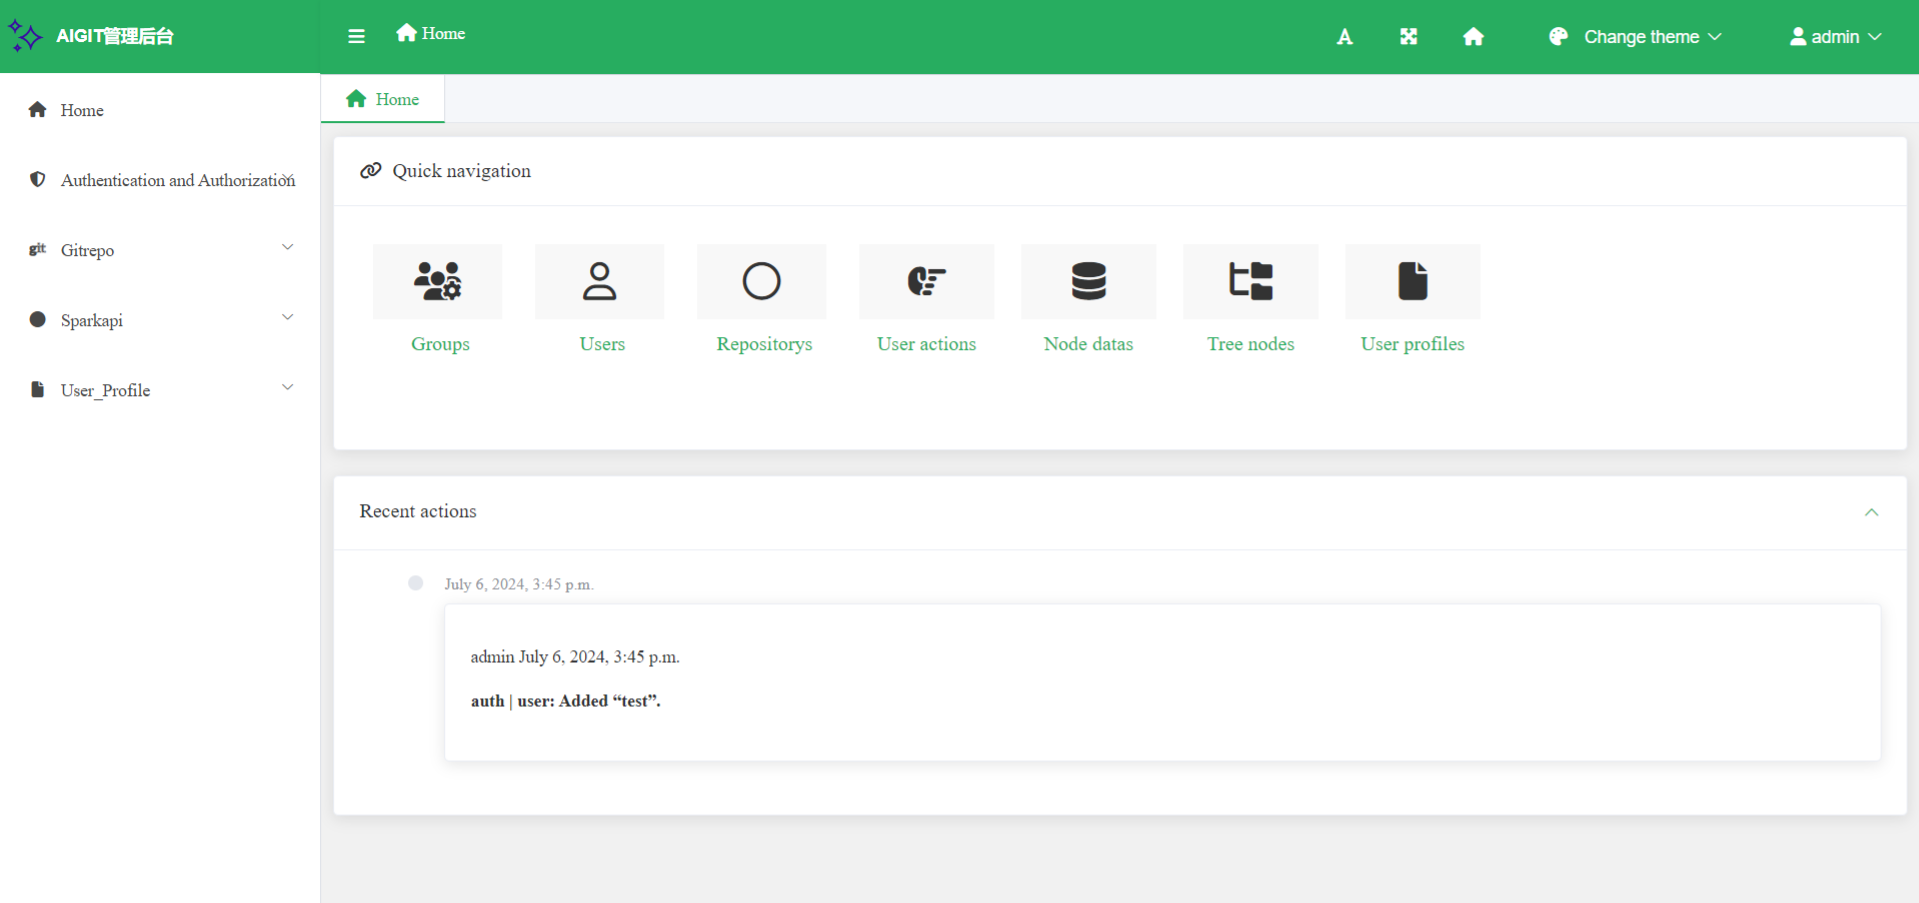 AIGIT管理后台
Home
Change theme
admin
Home
Authentication and Authorization
git Gitrepo
Sparkapi
User_Profile
Home
Quick navigation
Groups
Users
Repositorys
User actions
Node datas
Tree nodes
User profiles
Recent actions
July 6, 2024, 3:45 p.m.
admin July 6, 2024, 3:45 p.m.
auth | user: Added “test”.